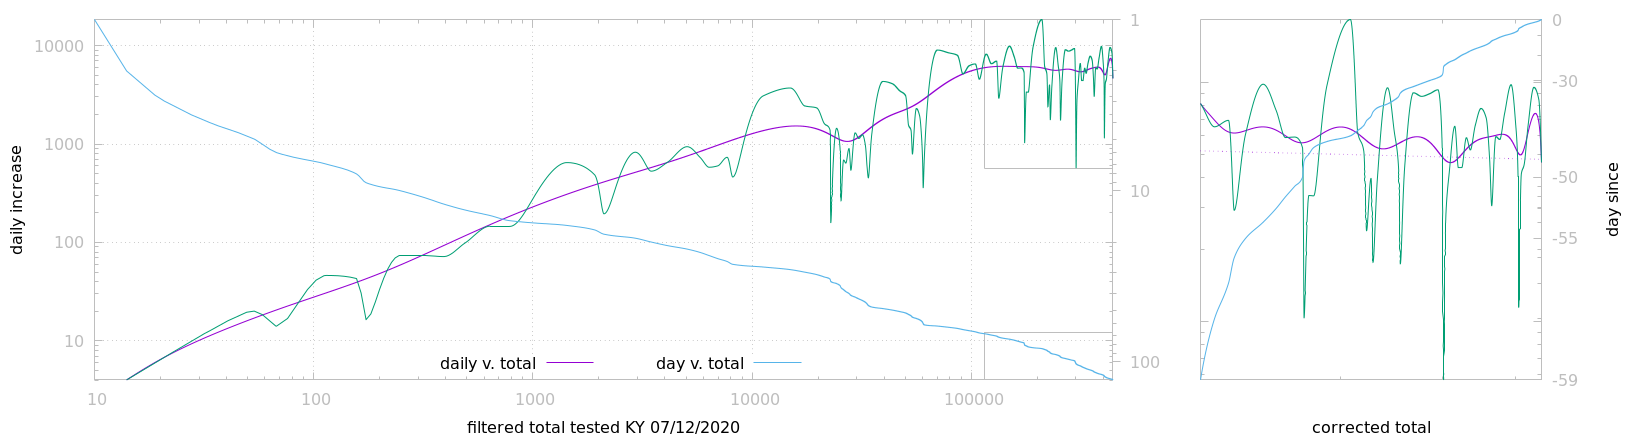 10000
1000
100
10
daily increase
10
100
1000
10000
100000
filtered total tested KY 07/12/2020
daily v. total
day v. total
1
10
100
0
-30
-50
-55
-59
day since
corrected total